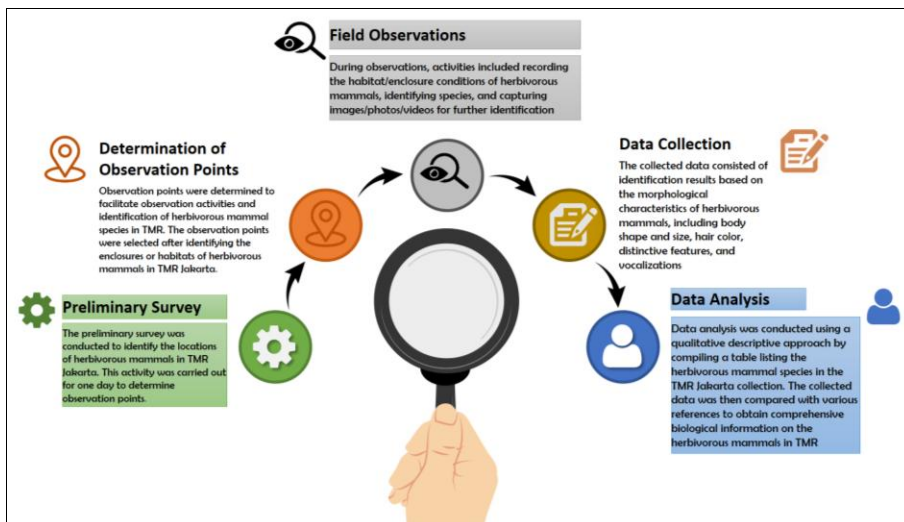 Preliminary Survey
The preliminary survey was
conducted to identify the locations
of herbivorous mammals in TMR
Jakarta. This activity was carried out
for one day to determine
observation points.
Determination of
Observation Points
Observation points were determined to
facilitate observation activities and
identification of herbivorous mammal
species in TMR. The observation points
were selected after identifying the
enclosures or habitats of herbivorous
mammals in TMR Jakarta.
Field Observations
During observations, activities included recording
the habitat/enclosure conditions of herbivorous
mammals, identifying species, and capturing
images/photos/videos for further identification
Data Collection
The collected data consisted of
identification results based on
the morphological
characteristics of herbivorous
mammals, including body
shape and size, hair color,
distinctive features, and
vocalizations
Data Analysis
Data analysis was conducted using a
qualitative descriptive approach by
compiling a table listing the
herbivorous mammal species in the
TMR Jakarta collection. The collected
data was then compared with various
references to obtain comprehensive
biological information on the
herbivorous mammals in TMR